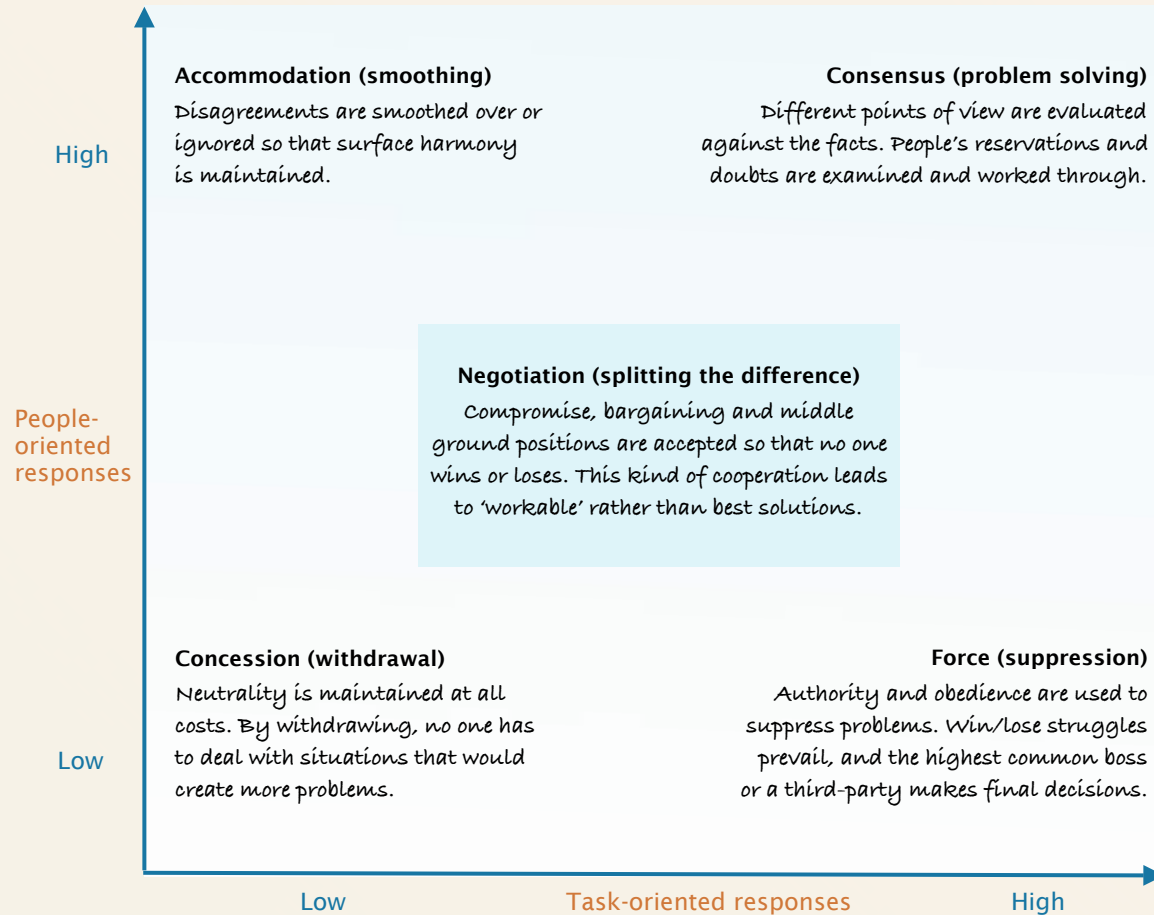 Accommodation (smoothing)
Disagreements are smoothed over or
ignored so that surface harmony
is maintained.
Consensus (problem solving)
Different points of view are evaluated
against the facts. People’s reservations and
doubts are examined and worked through.
High
Negotiation (splitting the difference)
Compromise, bargaining and middle
ground positions are accepted so that no one
wins or loses. This kind of cooperation leads
to ‘workable’ rather than best solutions.
People-
oriented
responses
Concession (withdrawal)
Neutrality is maintained at all
costs. By withdrawing, no one has
to deal with situations that would
create more problems.
Force (suppression)
Authority and obedience are used to
suppress problems. Win/lose struggles
prevail, and the highest common boss
or a third-party makes final decisions.
Low
Low
Task-oriented responses
High